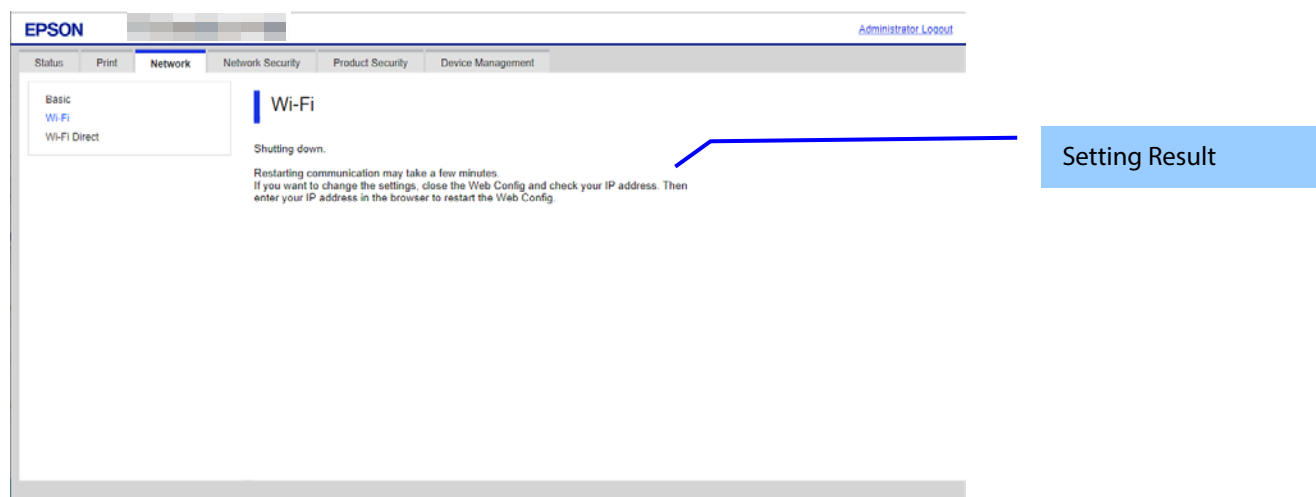 EPSON
Administrator Logout
Status Print Network Network Security Product Security Device Management
Basic
Wi-Fi
Wi-Fi Direct
Wi-Fi
Shutting down.
Restarting communication may take a few minutes.
If you want to change the settings, close the Web Config and check your IP address. Then
enter your IP address in the browser to restart the Web Config.
Setting Result